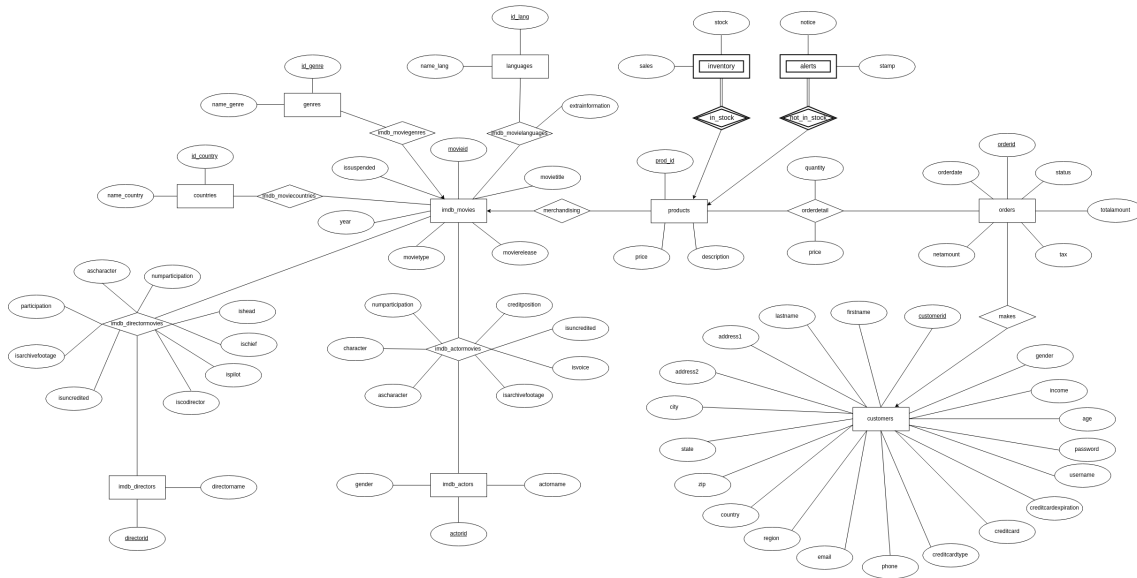 id_lang
stock
notice
name_lang
languages
sales
inventory
alerts
stamp
id_genre
name_genre
genres
extrainformation
in_stock
not_in_stock
imdb_moviegenres
imdb_movielanguages
id_country
issuspended
movieid
prod_id
quantity
orderid
name_country
countries
imdb_moviecountries
movietitle
orderdate
status
year
imdb_movies
merchandising
products
orderdetail
orders
totalamount
movietype
movierelease
price
description
price
netamount
tax
ascharacter
numparticipation
participation
ishead
numparticipation
creditposition
lastname
firstname
customerid
makes
imdb_directormovies
isuncredited
address1
isarchivefootage
ischief
character
imdb_actormovies
gender
isuncredited
ispilot
isvoice
address2
income
iscodirector
ascharacter
isarchivefootage
city
customers
age
state
password
imdb_directors
directorname
gender
imdb_actors
actorname
zip
username
country
creditcardexpiration
directorid
actorid
region
creditcard
email
phone
creditcardtype